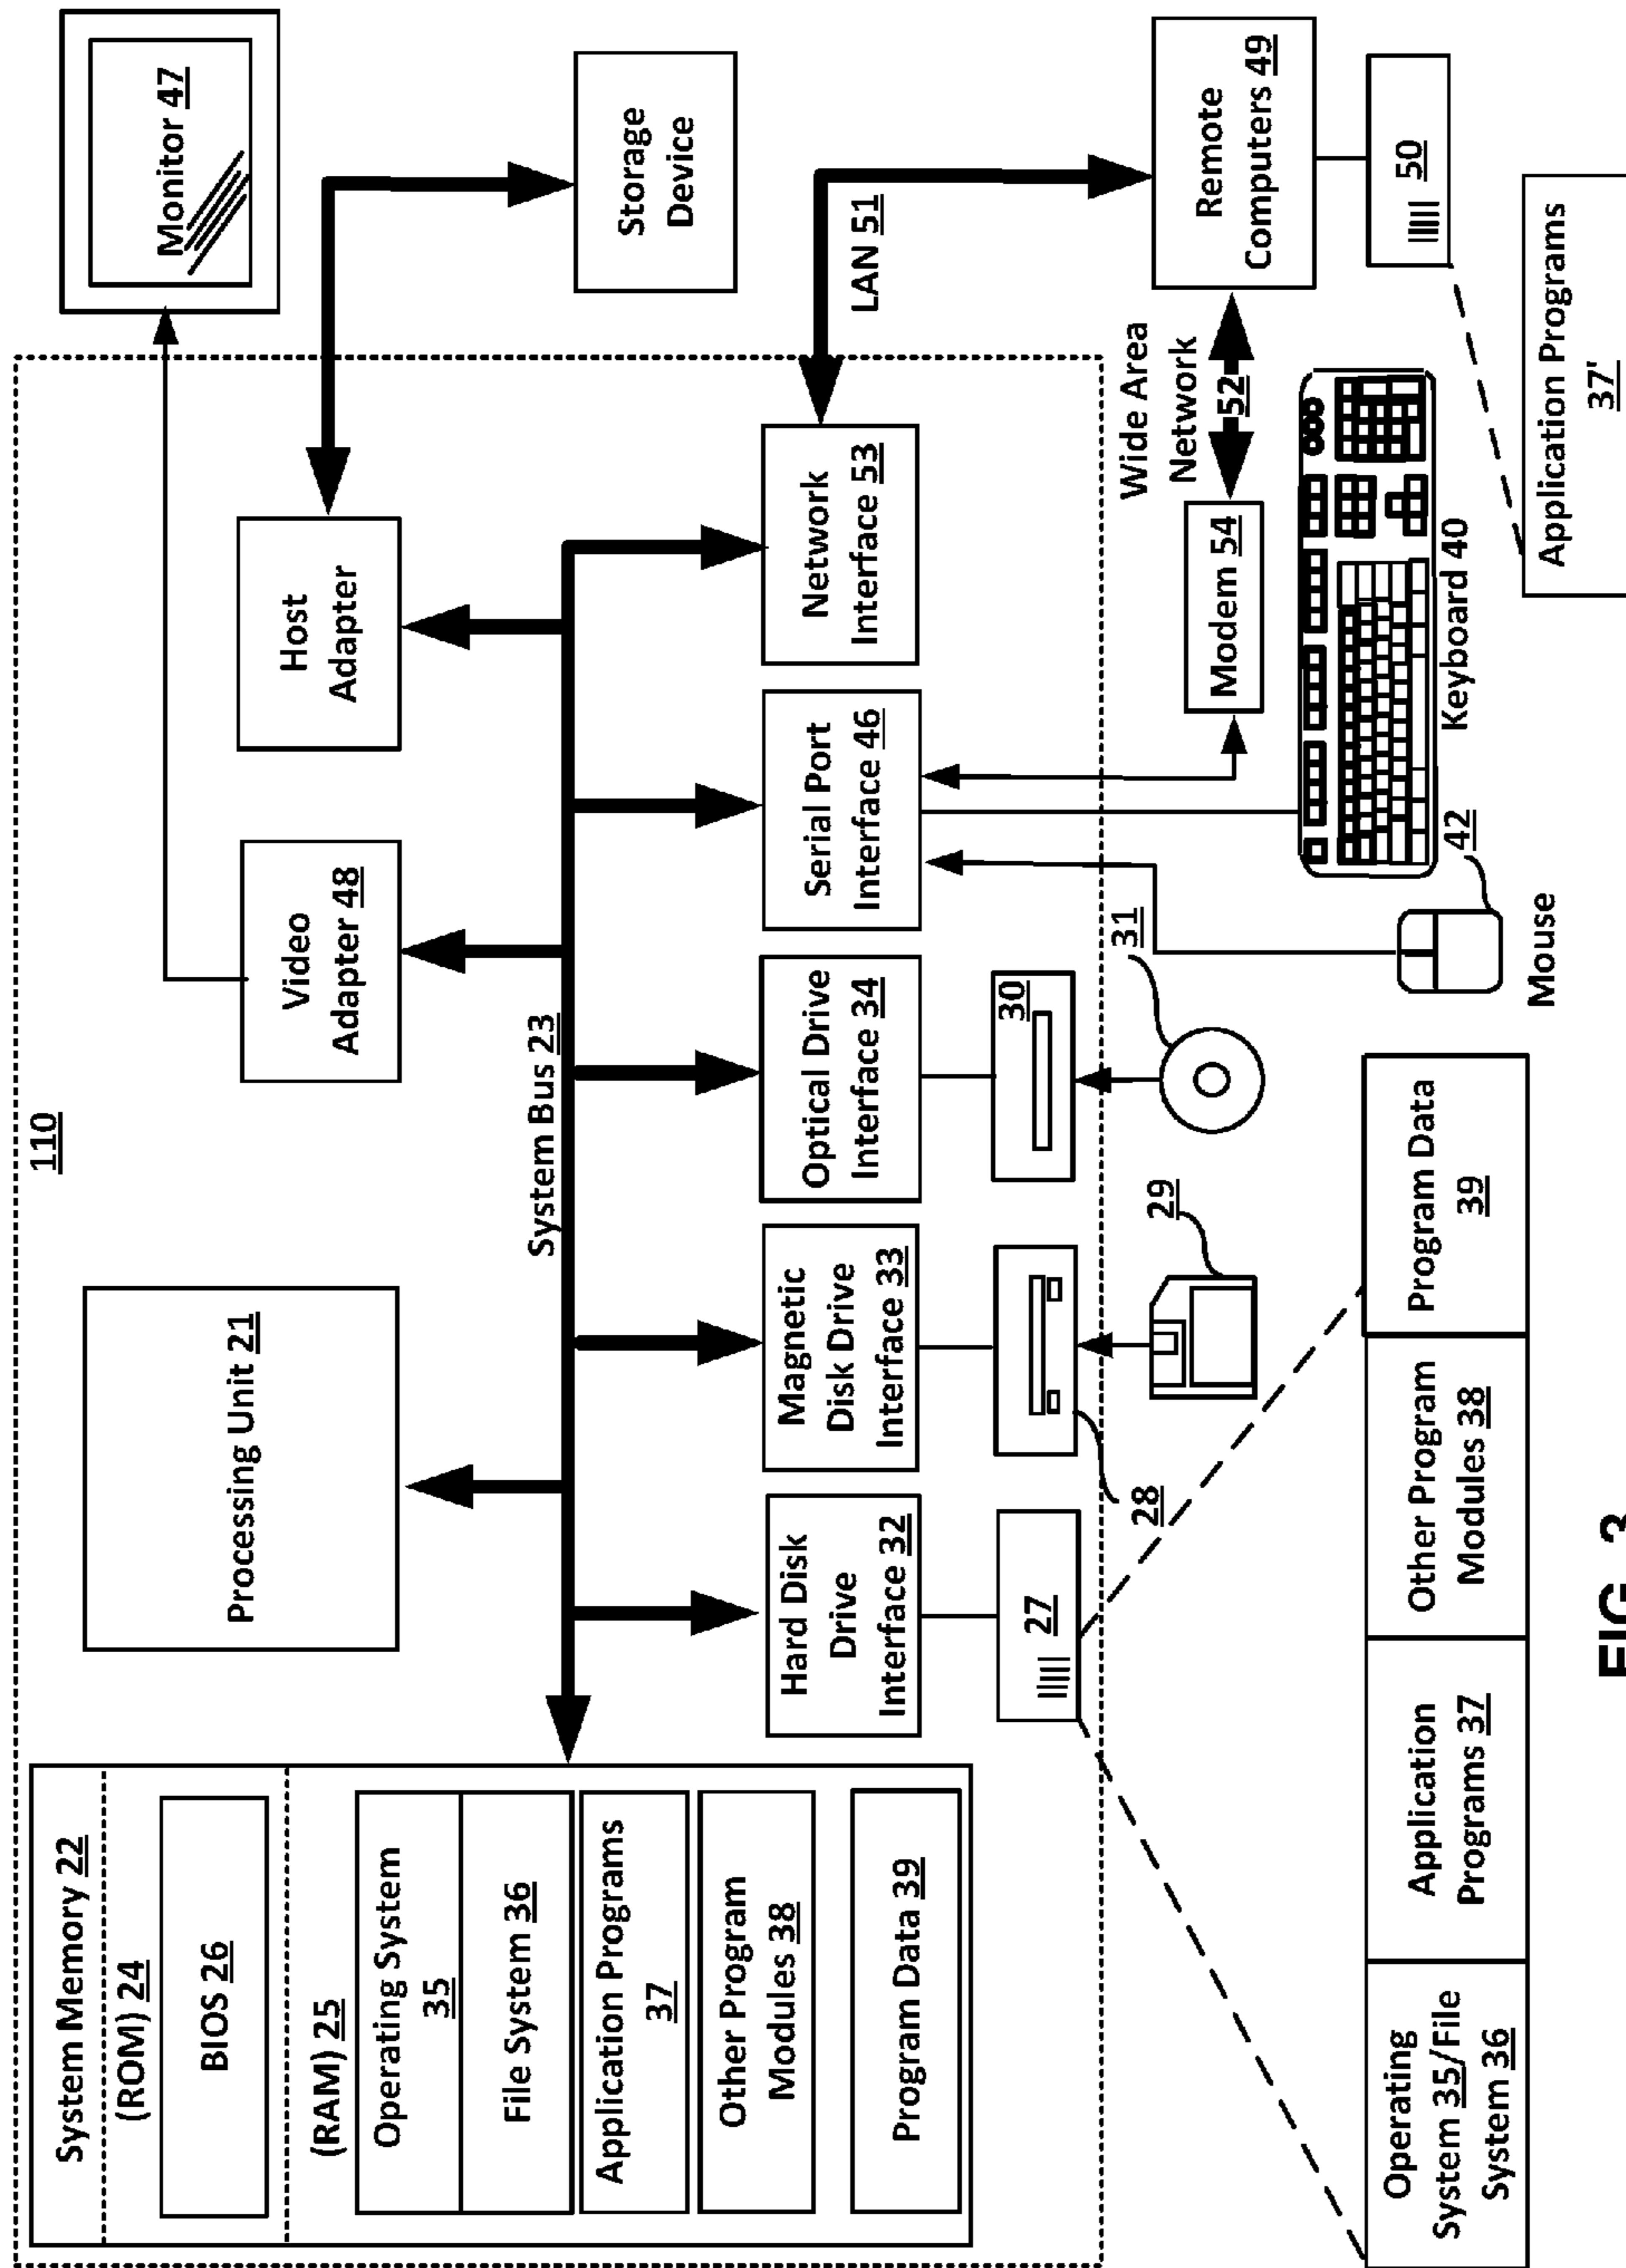 110
System Memory 22
(ROM) 24
BIOS 26
(RAM) 25
Operating System
35
File System 36
Application Programs
37
Other Program
Modules 38
Program Data 39
Processing Unit 21
Video
Adapter 48
Host
Adapter
Monitor 47
Storage
Device
System Bus 23
Hard Disk
Drive
Interface 32
Magnetic
Disk Drive
Interface 33
Optical Drive
Interface 34
Serial Port
Interface 46
Network
Interface 53
LAN 51
27
28
29
30
31
Wide Area
Network
52
Modem 54
Remote
Computers 49
50
Keyboard 40
42
Mouse
Operating
System 35/File
System 36
Application
Programs 37
Other Program
Modules 38
Program Data
39
Application Programs
37'
FIG. 3